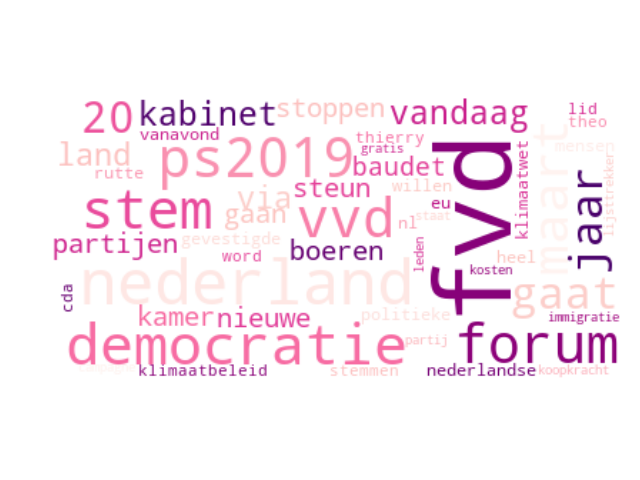 20 kabinet stoppen vandaag lid
theo
vanavond thierry
gratis
land ps2019 baudet klimaatwet maart mensen
rutte
steun willen lijsttrekker
stem via vvd eu fvd jaar
gaan nl staat
partijen gevestigde boeren leden
word heel
kosten
cda nederland gaat
kamer nieuwe politieke immigratie
democratie partij forum
klimaatbeleid stemmen nederlandse koopkracht